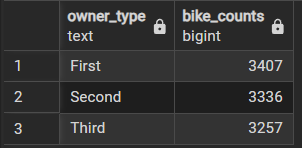 owner_type bike_counts
text bigint
1 First 3407
2 Second 3336
3 Third 3257